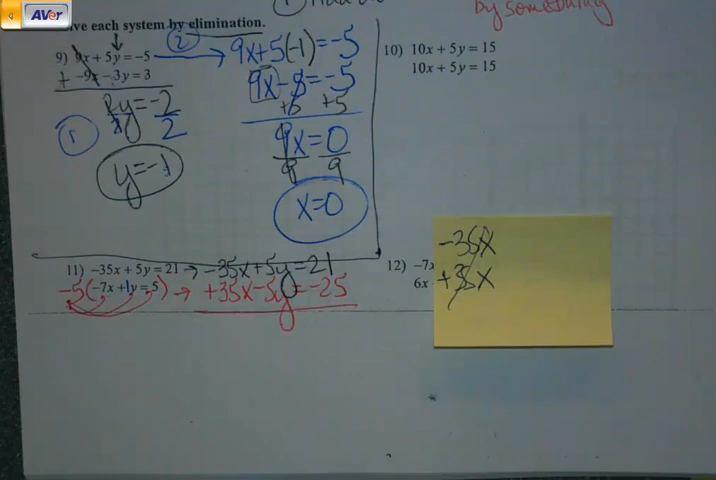 AVer
by something
ve each system by elimination.
9) 9x + 5y = -5
+ -9x - 3y = 3
2y = -2
2 2
1
y = -1
2
9x+5(-1)=-5
9x-5=-5
+5 +5
9x=0
9 9
x=0
10) 10x + 5y = 15
10x + 5y = 15
11) -35x + 5y = 21 → -35x+5y=21
-5(-7x + 1y = 5) → +35x-5y=-25
12) -7x
6x
-35x
+35x